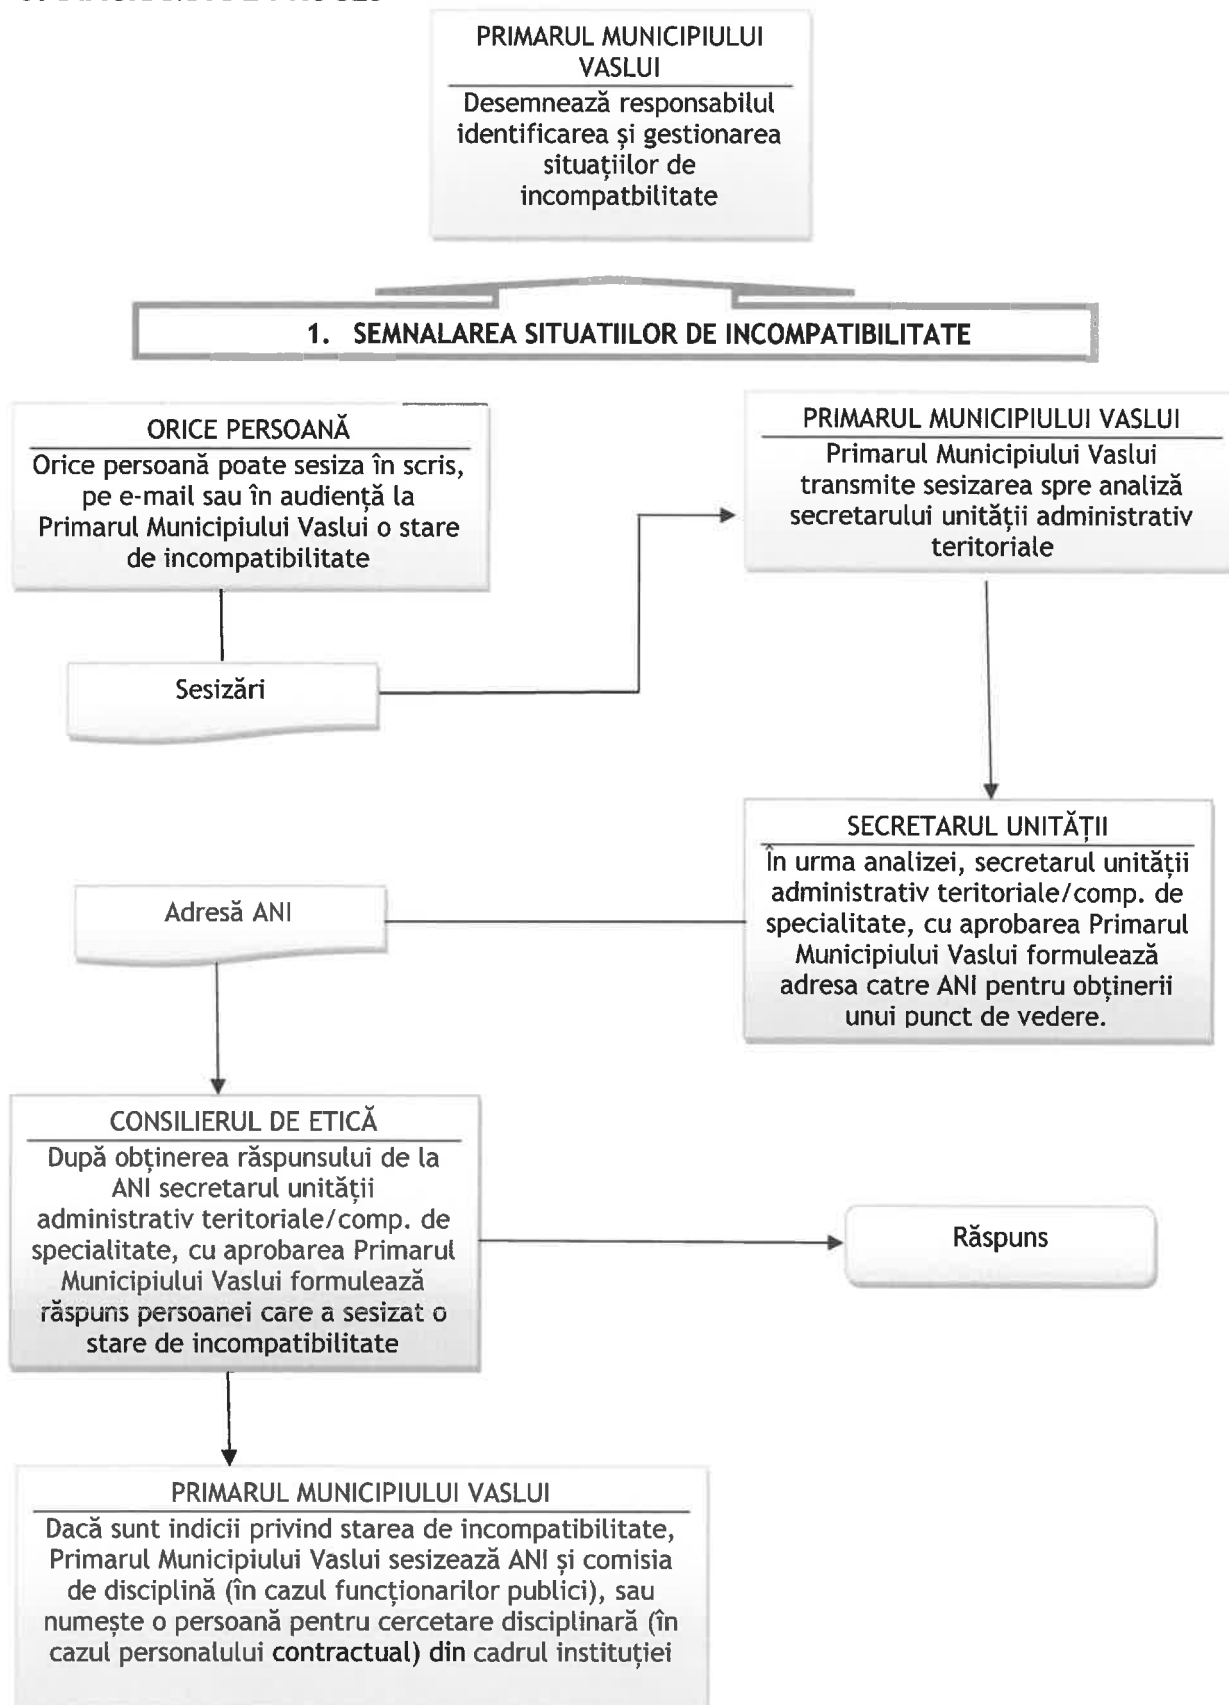 PRIMARUL MUNICIPIULUI
VASLUI
Desemnează responsabilul
identificarea și gestionarea
situațiilor de
incompatbilitate
1. SEMNALAREA SITUATIILOR DE INCOMPATIBILITATE
ORICE PERSOANĂ
Orice persoană poate sesiza în scris,
pe e-mail sau în audiență la
Primarul Municipiului Vaslui o stare
de incompatibilitate
PRIMARUL MUNICIPIULUI VASLUI
Primarul Municipiului Vaslui
transmite sesizarea spre analiză
secretarului unității administrativ
teritoriale
Sesizări
SECRETARUL UNITĂȚII
În urma analizei, secretarul unității
administrativ teritoriale/comp. de
specialitate, cu aprobarea Primarul
Municipiului Vaslui formulează
adresa catre ANI pentru obținerii
unui punct de vedere.
Adresă ANI
CONSILIERUL DE ETICĂ
După obținerea răspunsului de la
ANI secretarul unității
administrativ teritoriale/comp. de
specialitate, cu aprobarea Primarul
Municipiului Vaslui formulează
răspuns persoanei care a sesizat o
stare de incompatibilitate
Răspuns
PRIMARUL MUNICIPIULUI VASLUI
Dacă sunt indicii privind starea de incompatibilitate,
Primarul Municipiului Vaslui sesizează ANI și comisia
de disciplină (în cazul funcționarilor publici), sau
numește o persoană pentru cercetare disciplinară (în
cazul personalului contractual) din cadrul instituției